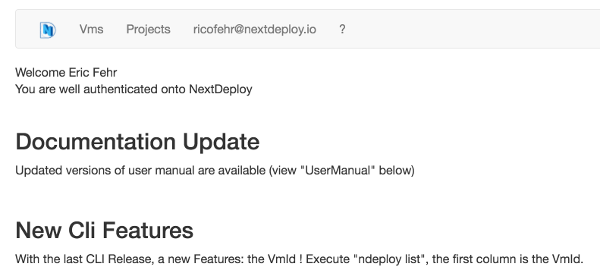 Vms Projects ricofehr@nextdeploy.io ?
Welcome Eric Fehr
You are well authenticated onto NextDeploy
Documentation Update
Updated versions of user manual are available (view "UserManual" below)
New Cli Features
With the last CLI Release, a new Features: the VmId ! Execute "ndeploy list", the first column is the VmId.